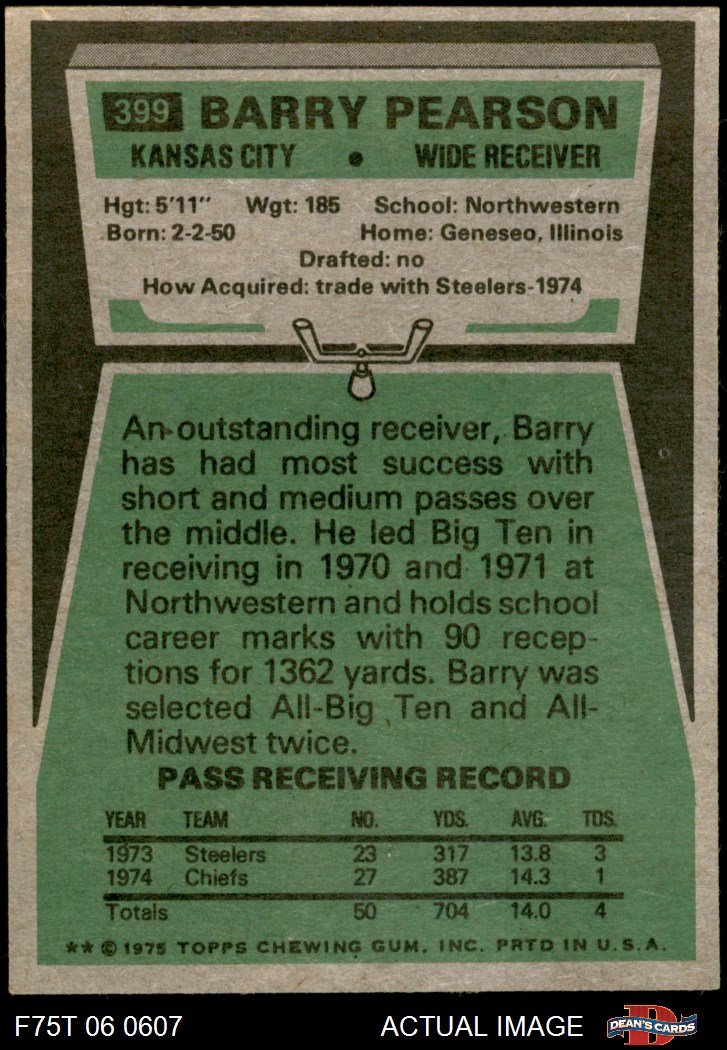 399 BARRY PEARSON
KANSAS CITY • WIDE RECEIVER
Hgt: 5'11" Wgt: 185 School: Northwestern
Born: 2-2-50 Home: Geneseo, Illinois
Drafted: no
How Acquired: trade with Steelers-1974
An outstanding receiver, Barry
has had most success with
short and medium passes over
the middle. He led Big Ten in
receiving in 1970 and 1971 at
Northwestern and holds school
career marks with 90 recep-
tions for 1362 yards. Barry was
selected All-Big Ten and All-
Midwest twice.
PASS RECEIVING RECORD
YEAR TEAM NO. YDS. AVG. TDS.
1973 Steelers 23 317 13.8 3
1974 Chiefs 27 387 14.3 1
Totals 50 704 14.0 4
** © 1975 TOPPS CHEWING GUM, INC. PRTD IN U.S.A.
F75T 06 0607 ACTUAL IMAGE D DEAN'S CARDS